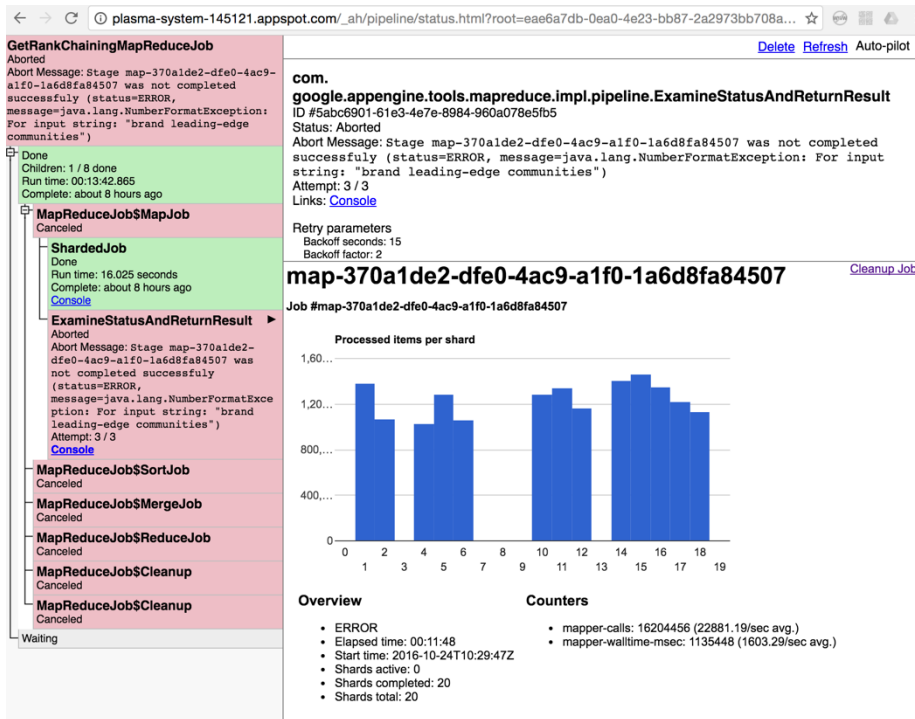 plasma-system-145121.appspot.com/_ah/pipeline/status.html?root=eae6a7db-0ea0-4e23-bb87-2a2973bb708a...
GetRankChainingMapReduceJob
Aborted
Abort Message: Stage map-370a1de2-dfe0-4ac9-
a1f0-1a6d8fa84507 was not completed
successfuly (status=ERROR,
message=java.lang.NumberFormatException:
For input string: "brand leading-edge
communities")
Done
Children: 1 / 8 done
Run time: 00:13:42.865
Complete: about 8 hours ago
MapReduceJob$MapJob
Canceled
ShardedJob
Done
Run time: 16.025 seconds
Complete: about 8 hours ago
Console
ExamineStatusAndReturnResult
Aborted
Abort Message: Stage map-370a1de2-
dfe0-4ac9-a1f0-1a6d8fa84507 was
not completed successfuly
(status=ERROR,
message=java.lang.NumberFormatExce
ption: For input string: "brand
leading-edge communities")
Attempt: 3 / 3
Console
MapReduceJob$SortJob
Canceled
MapReduceJob$MergeJob
Canceled
MapReduceJob$ReduceJob
Canceled
MapReduceJob$Cleanup
Canceled
MapReduceJob$Cleanup
Canceled
Waiting
Delete Refresh Auto-pilot
com.
google.appengine.tools.mapreduce.impl.pipeline.ExamineStatusAndReturnResult
ID #5abc6901-61e3-4e7e-8984-960a078e5fb5
Status: Aborted
Abort Message: Stage map-370a1de2-dfe0-4ac9-a1f0-1a6d8fa84507 was not completed
successfuly (status=ERROR, message=java.lang.NumberFormatException: For input
string: "brand leading-edge communities")
Attempt: 3 / 3
Links: Console
Retry parameters
Backoff seconds: 15
Backoff factor: 2
map-370a1de2-dfe0-4ac9-a1f0-1a6d8fa84507
Cleanup Job
Job #map-370a1de2-dfe0-4ac9-a1f0-1a6d8fa84507
Processed items per shard
1,60...
1,20...
800,...
400,...
0
0 2 4 6 8 10 12 14 16 18
1 3 5 7 9 11 13 15 17 19
Overview
ERROR
Elapsed time: 00:11:48
Start time: 2016-10-24T10:29:47Z
Shards active: 0
Shards completed: 20
Shards total: 20
Counters
mapper-calls: 16204456 (22881.19/sec avg.)
mapper-walltime-msec: 1135448 (1603.29/sec avg.)